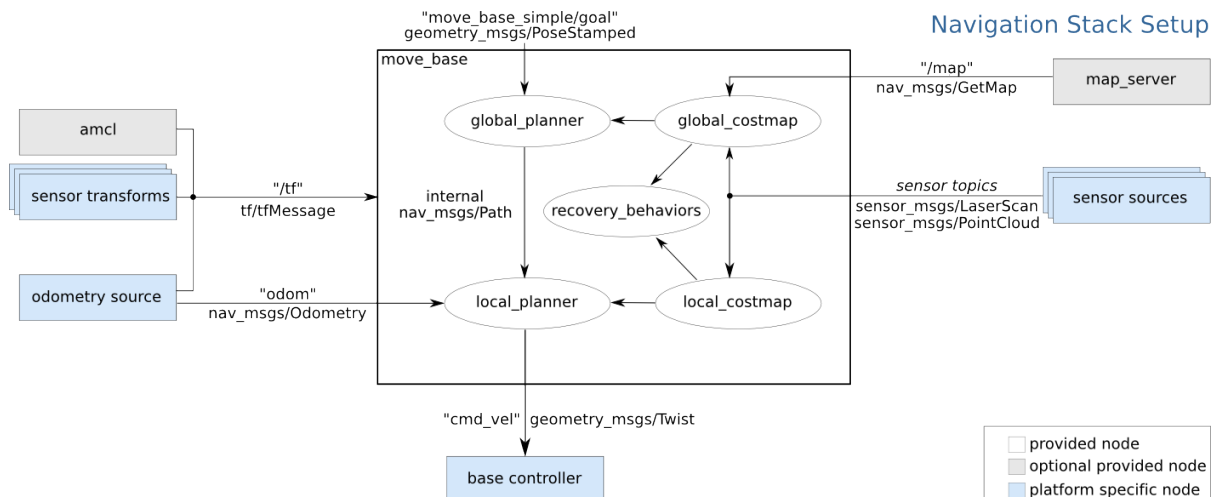 Navigation Stack Setup
"move_base_simple/goal"
geometry_msgs/PoseStamped
move_base
"/map"
nav_msgs/GetMap
map_server
global_planner
global_costmap
amcl
sensor transforms
"/tf"
tf/tfMessage
internal
nav_msgs/Path
recovery_behaviors
sensor topics
sensor_msgs/LaserScan
sensor_msgs/PointCloud
sensor sources
odometry source
"odom"
nav_msgs/Odometry
local_planner
local_costmap
"cmd_vel"
geometry_msgs/Twist
base controller
provided node
optional provided node
platform specific node